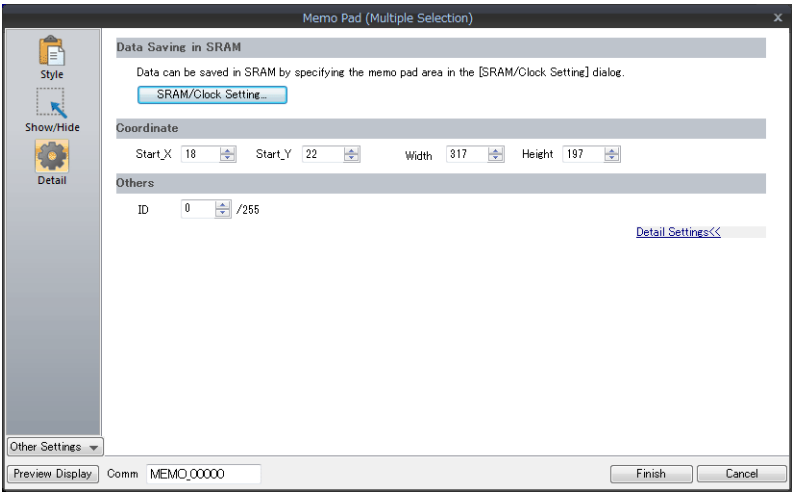 Memo Pad (Multiple Selection)
x
Style
Show/Hide
Detail
Data Saving in SRAM
Data can be saved in SRAM by specifying the memo pad area in the [SRAM/Clock Setting] dialog.
SRAM/Clock Setting...
Coordinate
Start_X 18 Start_Y 22 Width 317 Height 197
Others
ID 0 /255
Detail Settings<<
Other Settings
Preview Display Comm MEMO_00000 Finish Cancel